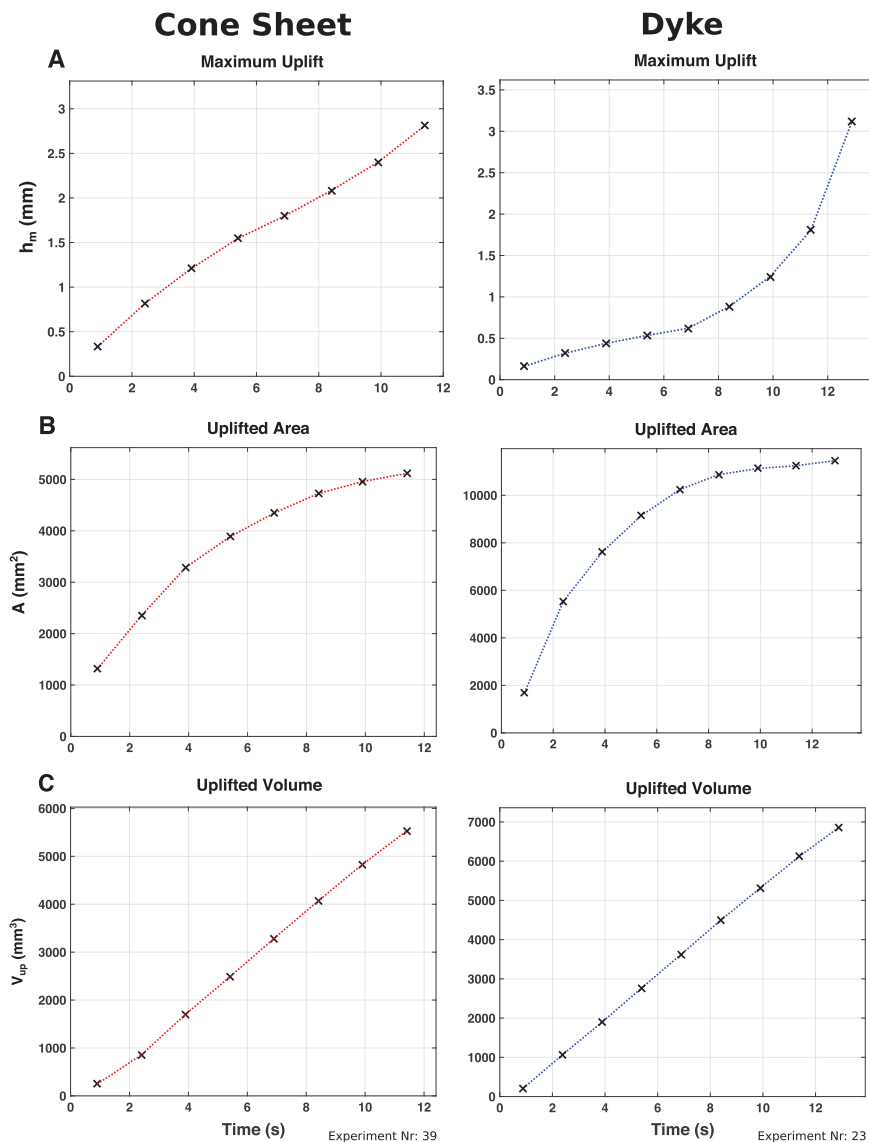 Cone Sheet
Dyke
A
Maximum Uplift
Maximum Uplift
h_m (mm)
3
2.5
2
1.5
1
0.5
0
0 2 4 6 8 10 12
3.5
3
2.5
2
1.5
1
0.5
0
0 2 4 6 8 10 12
B
Uplifted Area
Uplifted Area
A (mm²)
5000
4000
3000
2000
1000
0
0 2 4 6 8 10 12
10000
8000
6000
4000
2000
0
0 2 4 6 8 10 12
C
Uplifted Volume
Uplifted Volume
V_up (mm³)
6000
5000
4000
3000
2000
1000
0
0 2 4 6 8 10 12
Time (s)
Experiment Nr: 39
7000
6000
5000
4000
3000
2000
1000
0
0 2 4 6 8 10 12
Time (s)
Experiment Nr: 23